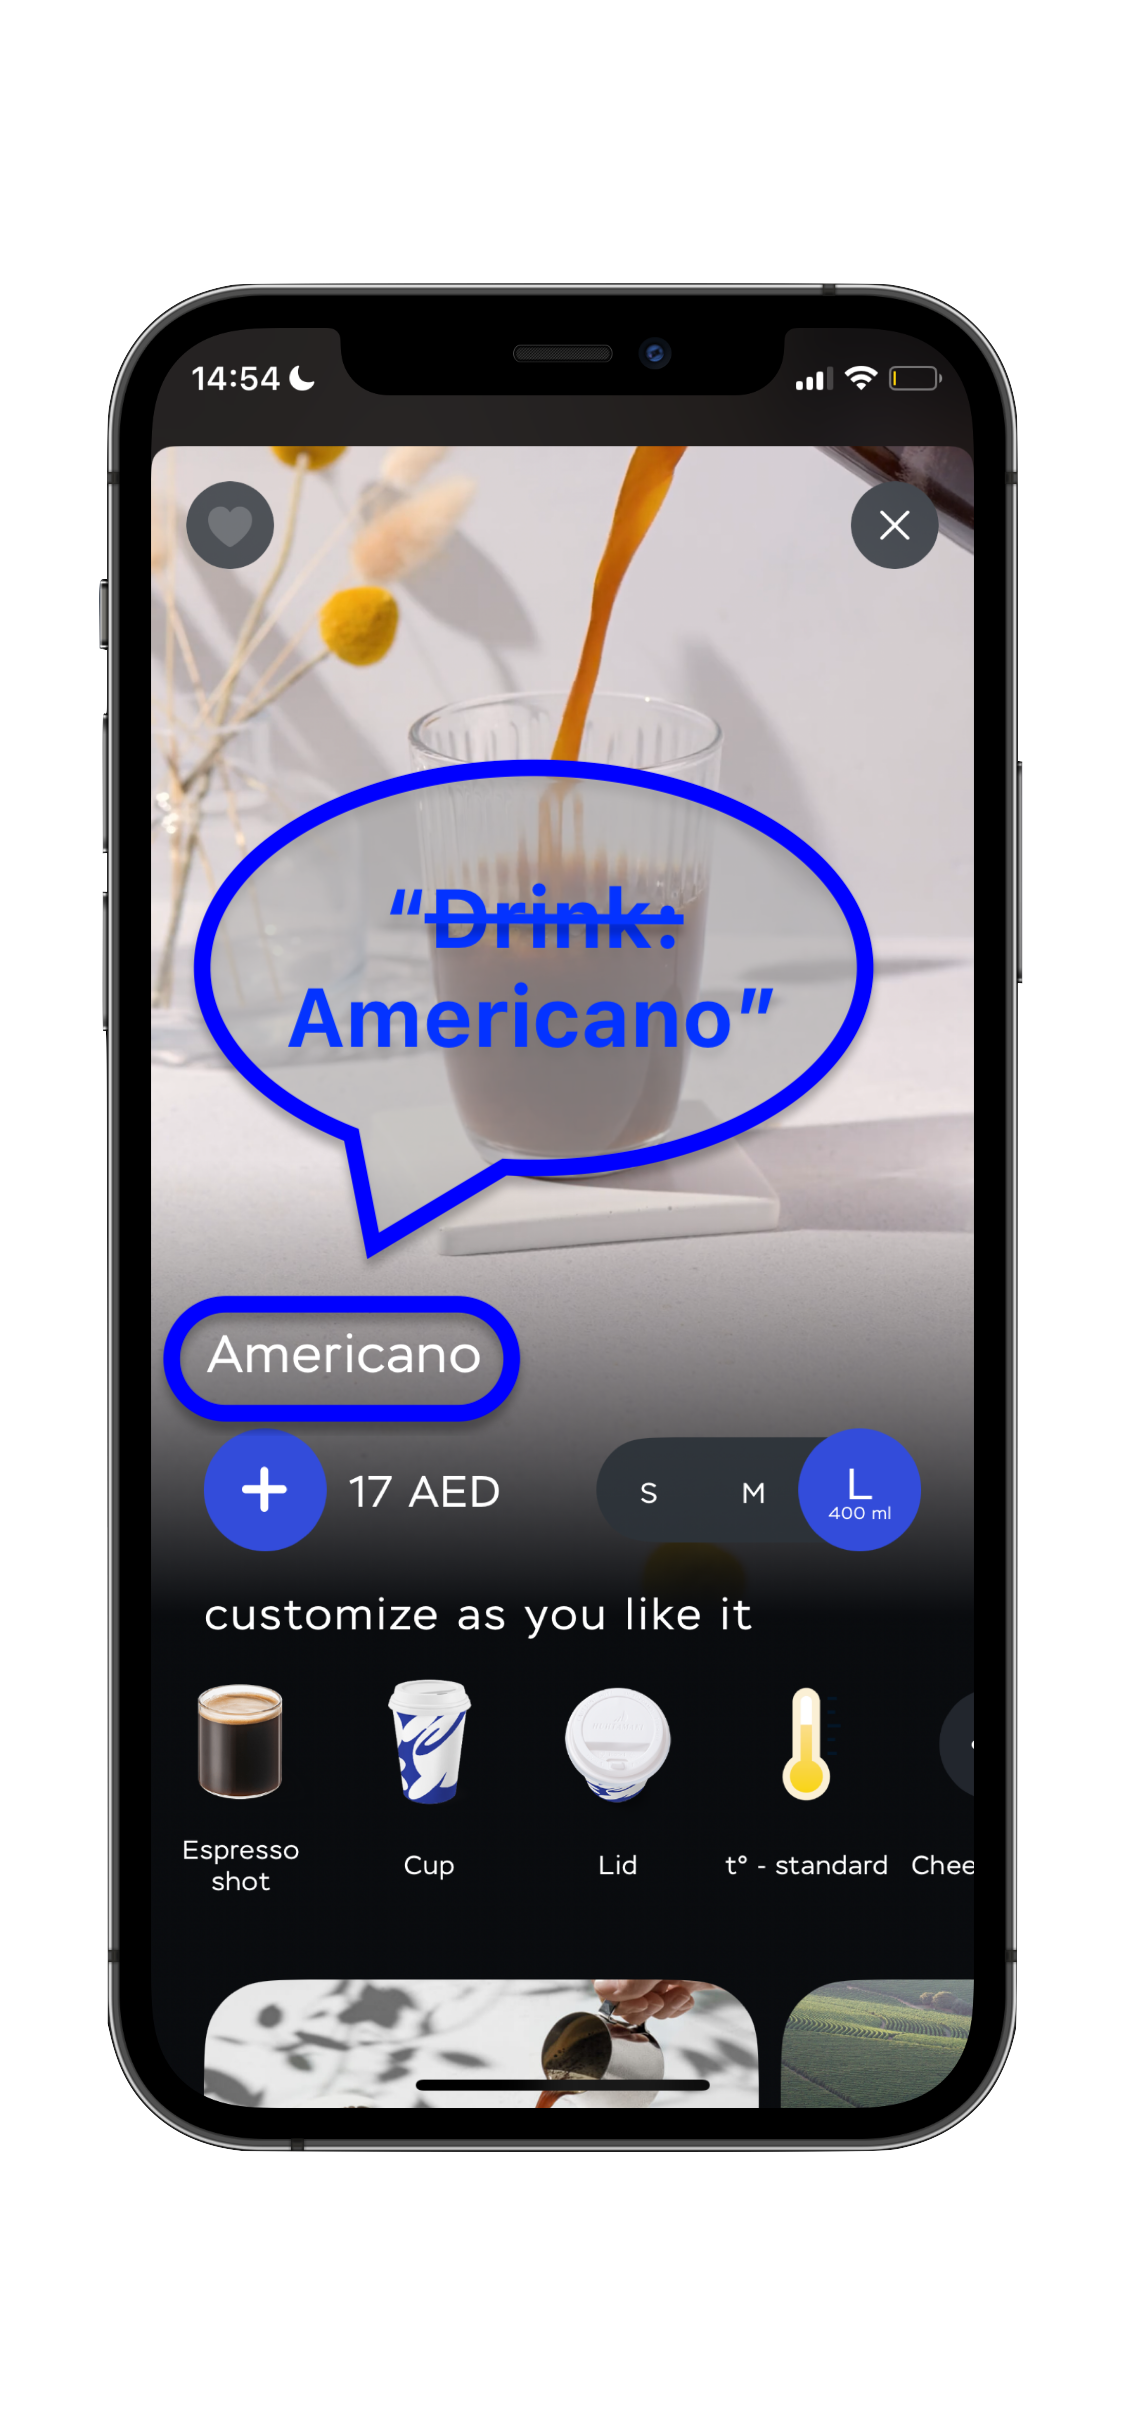 14:54
“Drink:
Americano”
Americano
17 AED
S
M
L
400 ml
customize as you like it
Espresso
shot
Cup
Lid
t° - standard
Chee